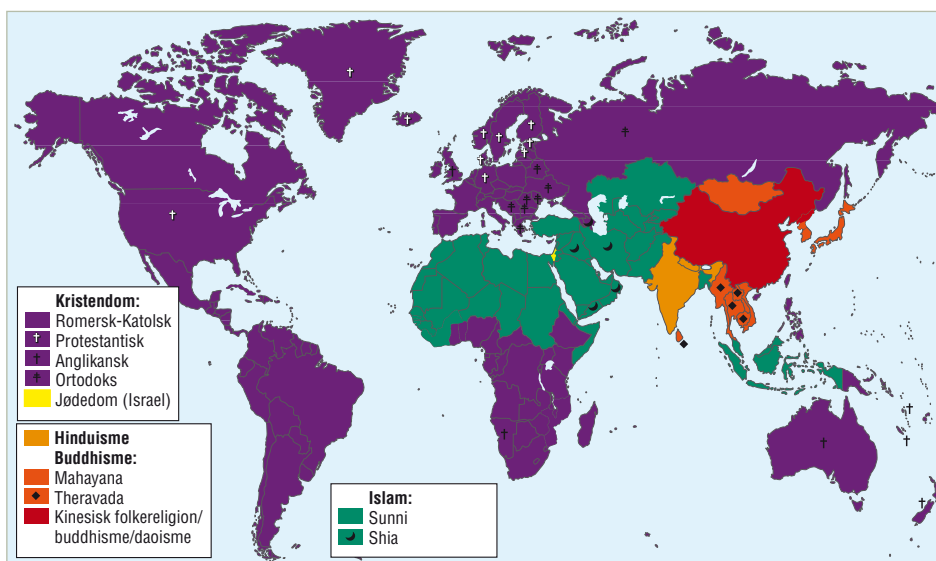 Kristendom:
Romersk-Katolsk
Protestantisk
Anglikansk
Ortodoks
Jødedom (Israel)
Hinduisme
Buddhisme:
Mahayana
Theravada
Kinesisk folkereligion/
buddhisme/daoisme
Islam:
Sunni
Shia